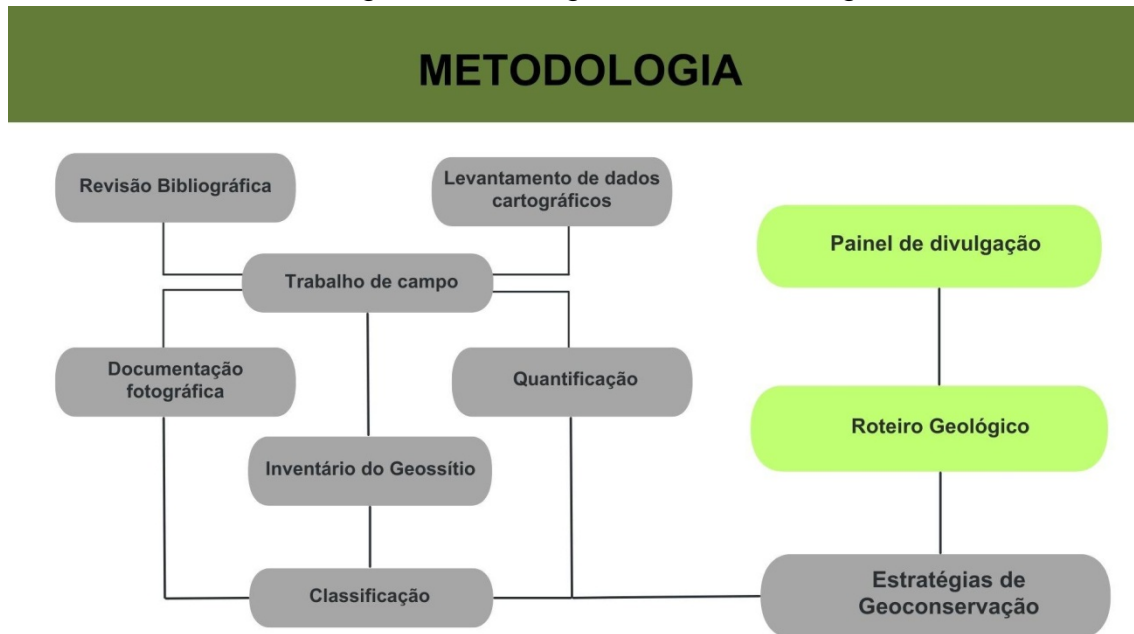 METODOLOGIA
Revisão Bibliográfica
Levantamento de dados
cartográficos
Trabalho de campo
Documentação
fotográfica
Quantificação
Inventário do Geossítio
Classificação
Painel de divulgação
Roteiro Geológico
Estratégias de
Geoconservação